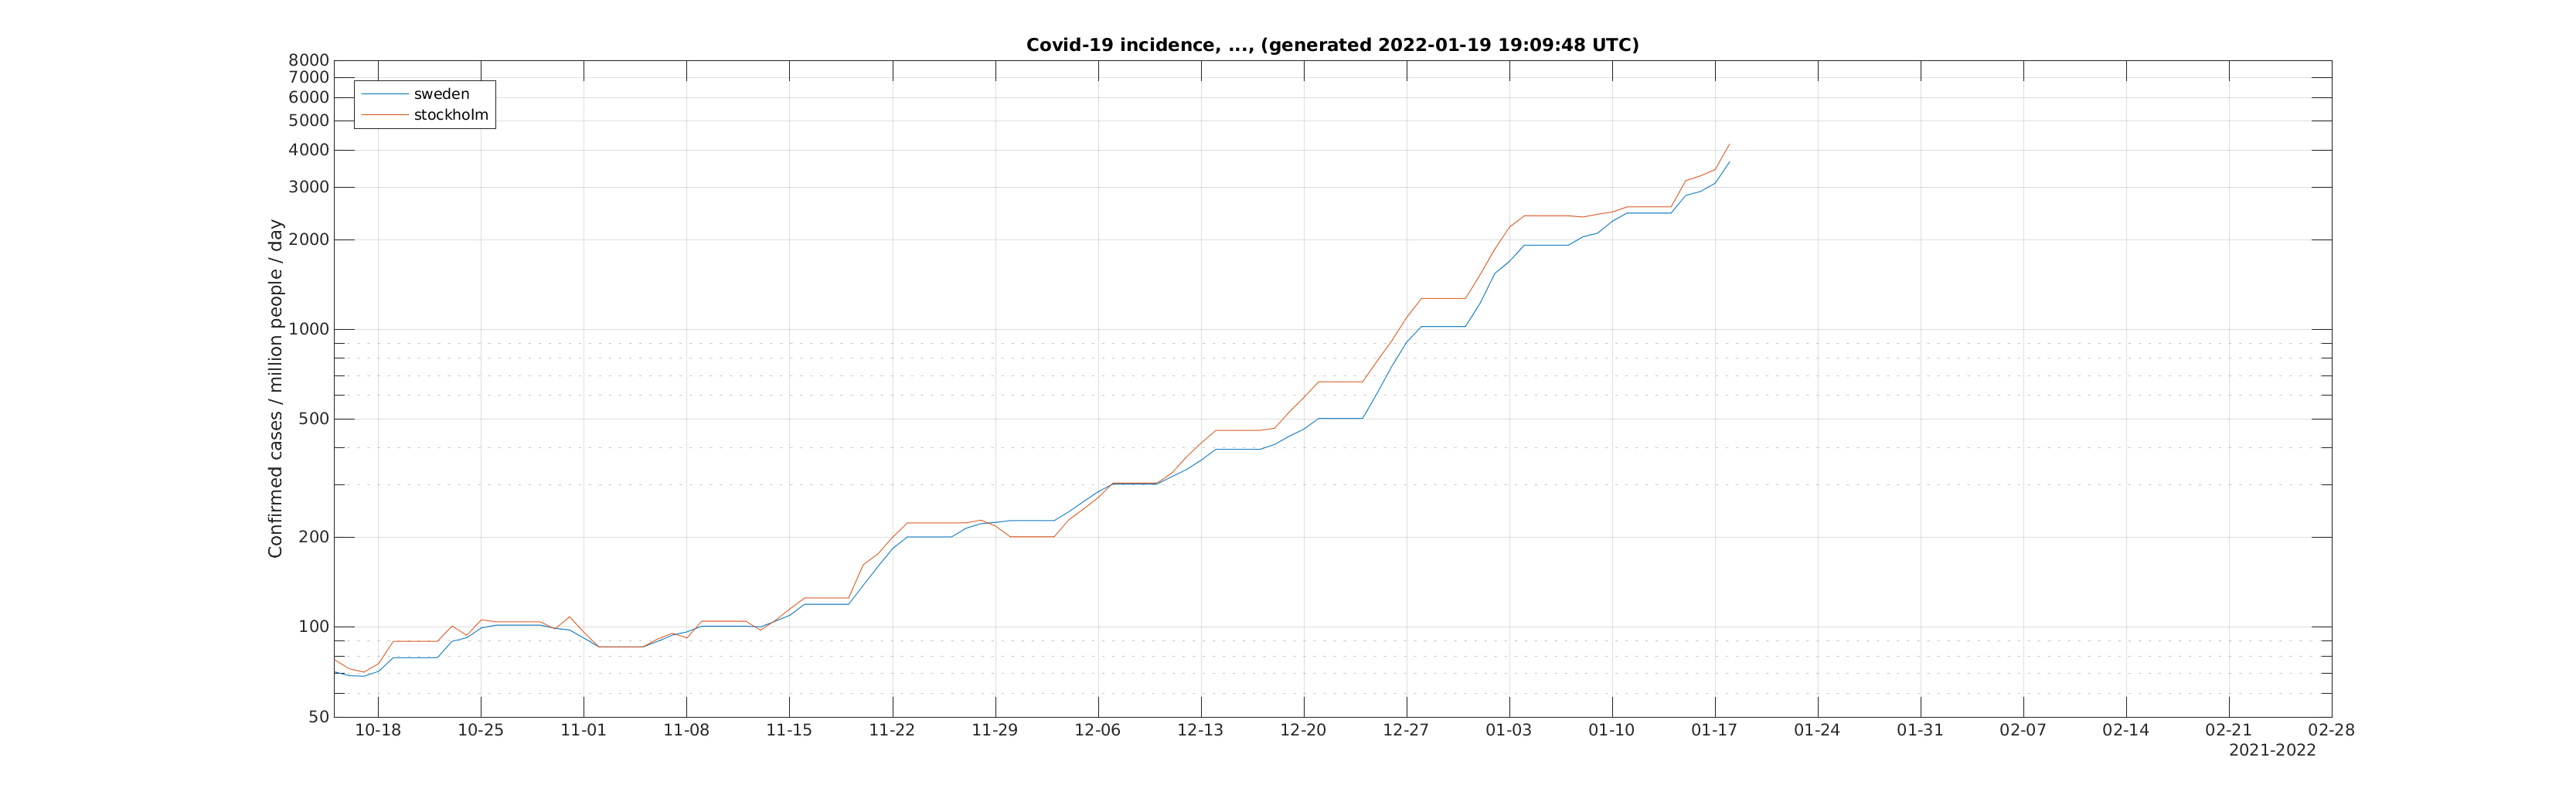 Covid-19 incidence, ..., (generated 2022-01-19 19:09:48 UTC)
Confirmed cases / million people / day
8000
7000
6000
5000
4000
3000
2000
1000
500
200
100
50
sweden
stockholm
10-18 10-25 11-01 11-08 11-15 11-22 11-29 12-06 12-13 12-20 12-27 01-03 01-10 01-17 01-24 01-31 02-07 02-14 02-21 02-28
2021-2022